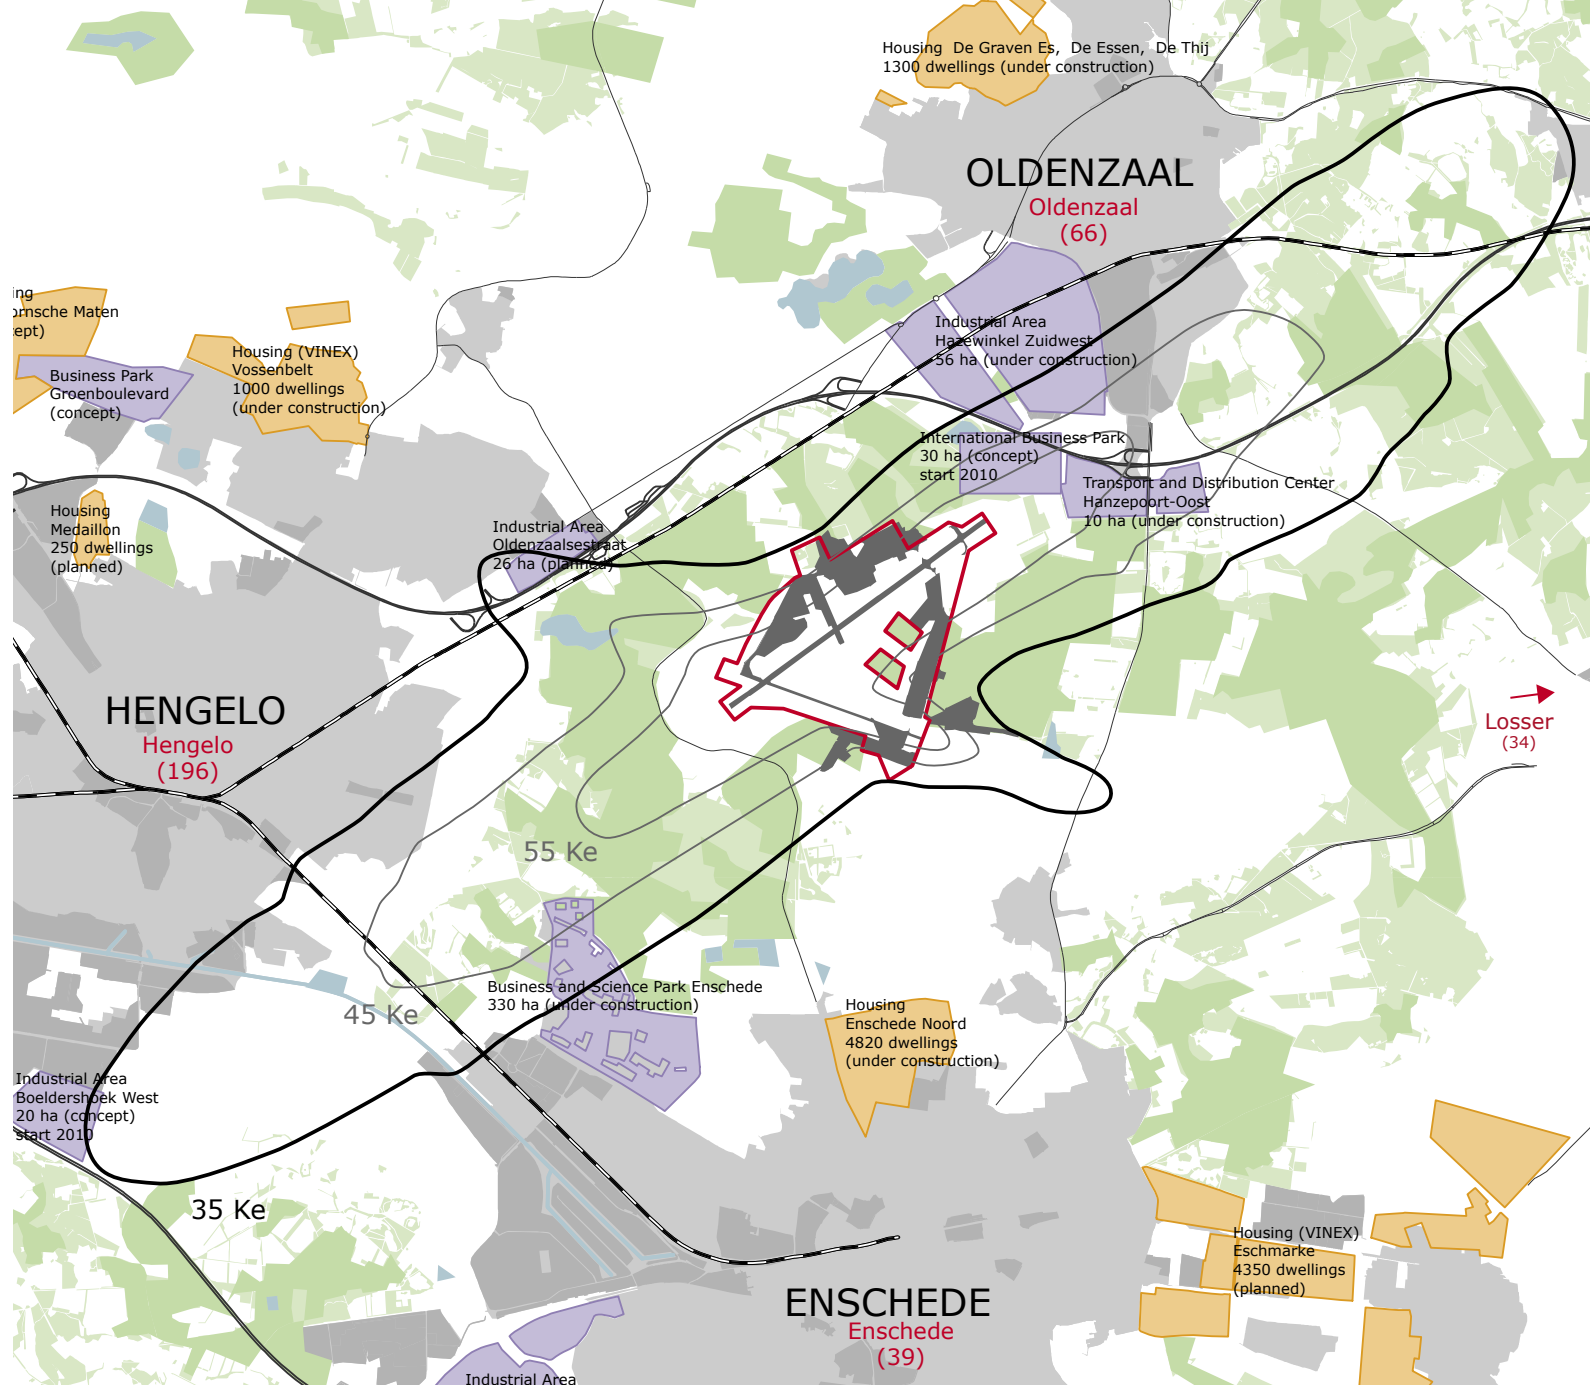 Housing De Graven Es, De Essen, De Thij
1300 dwellings (under construction)
OLDENZAAL
Oldenzaal
(66)
ing
ornsche Maten
cept)
Business Park
Groenboulevard
(concept)
Housing (VINEX)
Vossenbelt
1000 dwellings
(under construction)
Industrial Area
Hazewinkel Zuidwest
56 ha (under construction)
International Business Park
30 ha (concept)
start 2010
Transport and Distribution Center
Hanzepoort-Oost
10 ha (under construction)
Housing
Medaillon
250 dwellings
(planned)
Industrial Area
Oldenzaalsestraat
26 ha (planned)
HENGELO
Hengelo
(196)
Losser
(34)
55 Ke
45 Ke
Business and Science Park Enschede
330 ha (under construction)
Housing
Enschede Noord
4820 dwellings
(under construction)
Industrial Area
Boeldershoek West
20 ha (concept)
start 2010
35 Ke
Housing (VINEX)
Eschmarke
4350 dwellings
(planned)
ENSCHEDE
Enschede
(39)
Industrial Area